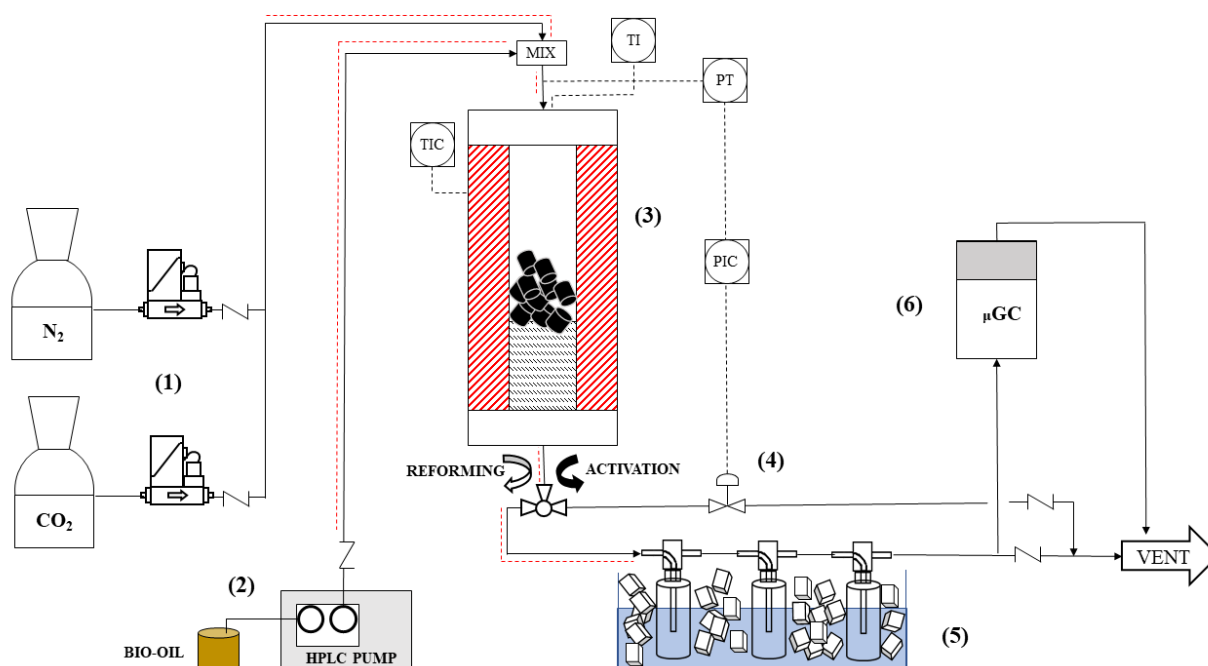 MIX
TI
PT
TIC
(3)
PIC
N₂
(1)
(6)
μGC
CO₂
REFORMING
ACTIVATION
(4)
VENT
(2)
BIO-OIL
HPLC PUMP
(5)